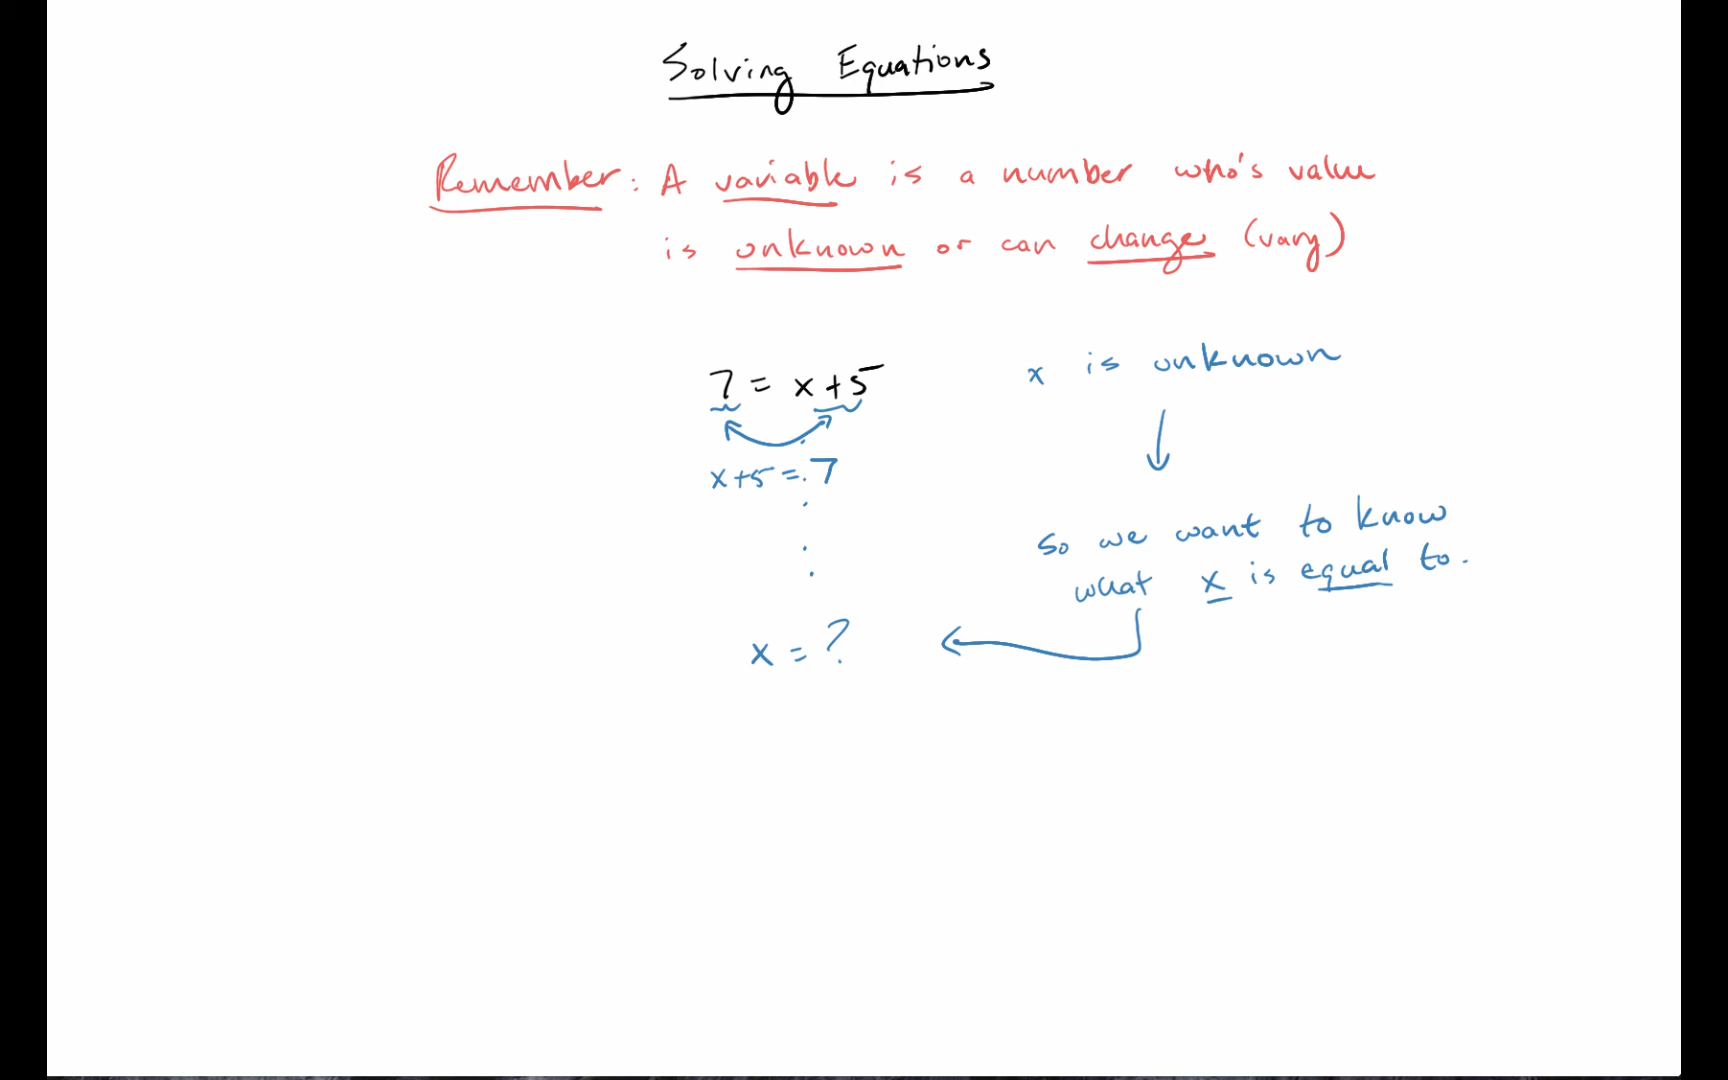 Solving Equations
Remember: A variable is a number who's value
is unknown or can change (vary)
7 = x+5
x is unknown
x+5 = 7
so we want to know
what x is equal to.
x = ?